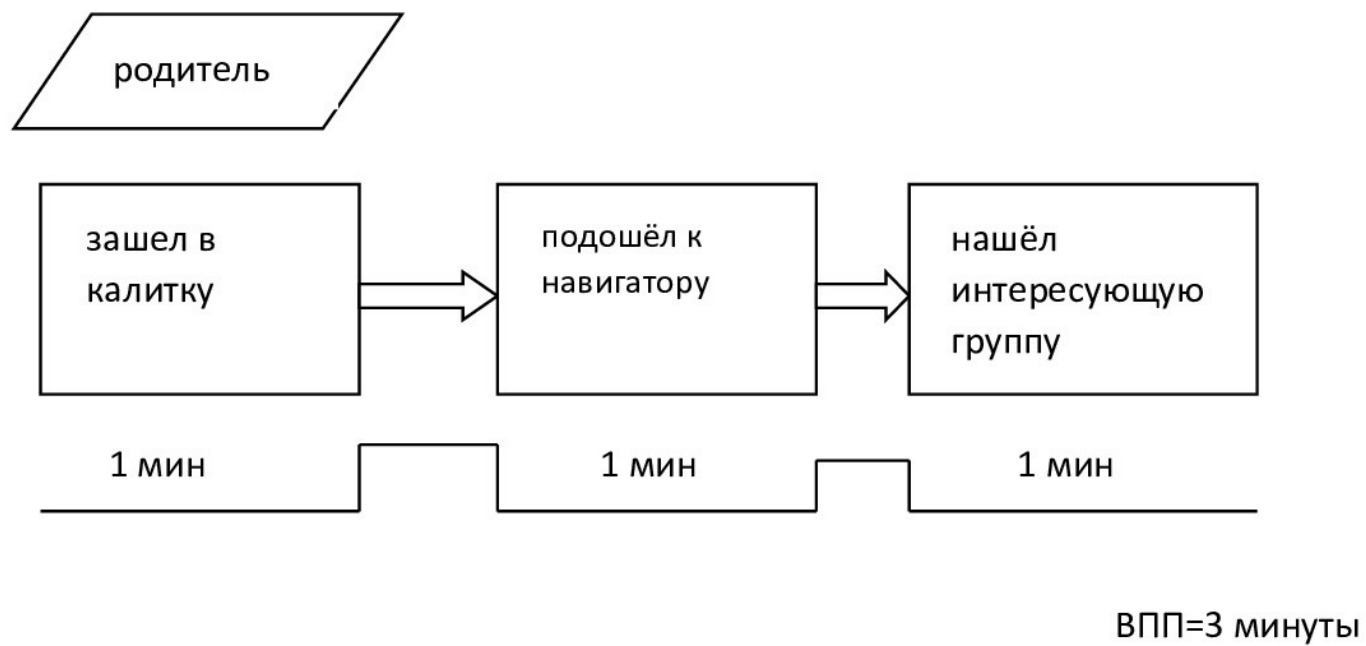 родитель
зашел в
калитку
подошёл к
навигатору
нашёл
интересующую
группу
1 мин
1 мин
1 мин
ВПП=3 минуты